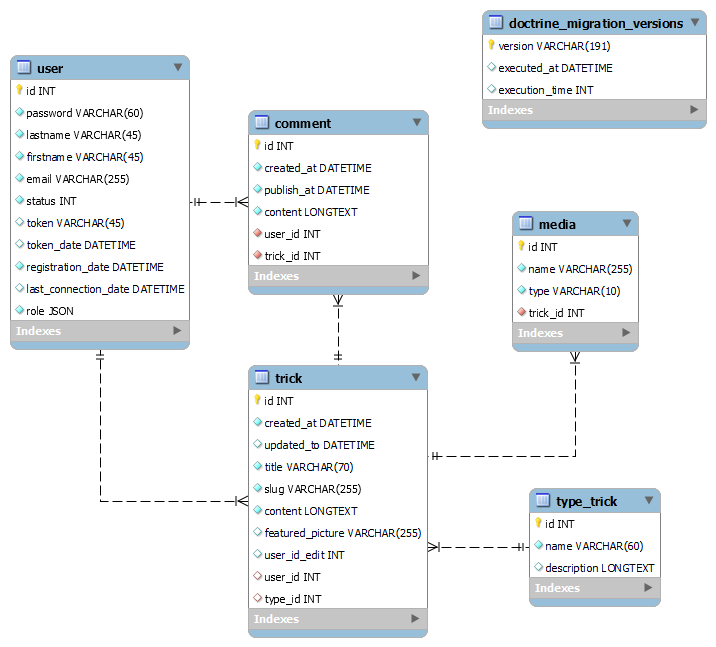 user
id INT
password VARCHAR(60)
lastname VARCHAR(45)
firstname VARCHAR(45)
email VARCHAR(255)
status INT
token VARCHAR(45)
token_date DATETIME
registration_date DATETIME
last_connection_date DATETIME
role JSON
Indexes
comment
id INT
created_at DATETIME
publish_at DATETIME
content LONGTEXT
user_id INT
trick_id INT
Indexes
doctrine_migration_versions
version VARCHAR(191)
executed_at DATETIME
execution_time INT
Indexes
media
id INT
name VARCHAR(255)
type VARCHAR(10)
trick_id INT
Indexes
trick
id INT
created_at DATETIME
updated_to DATETIME
title VARCHAR(70)
slug VARCHAR(255)
content LONGTEXT
featured_picture VARCHAR(255)
user_id_edit INT
user_id INT
type_id INT
Indexes
type_trick
id INT
name VARCHAR(60)
description LONGTEXT
Indexes